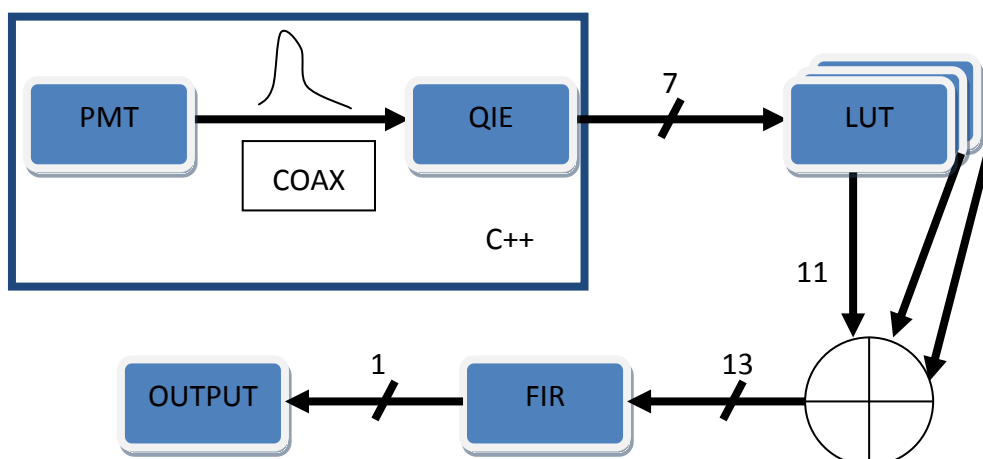 PMT
QIE
7
LUT
COAX
C++
11
OUTPUT
1
FIR
13